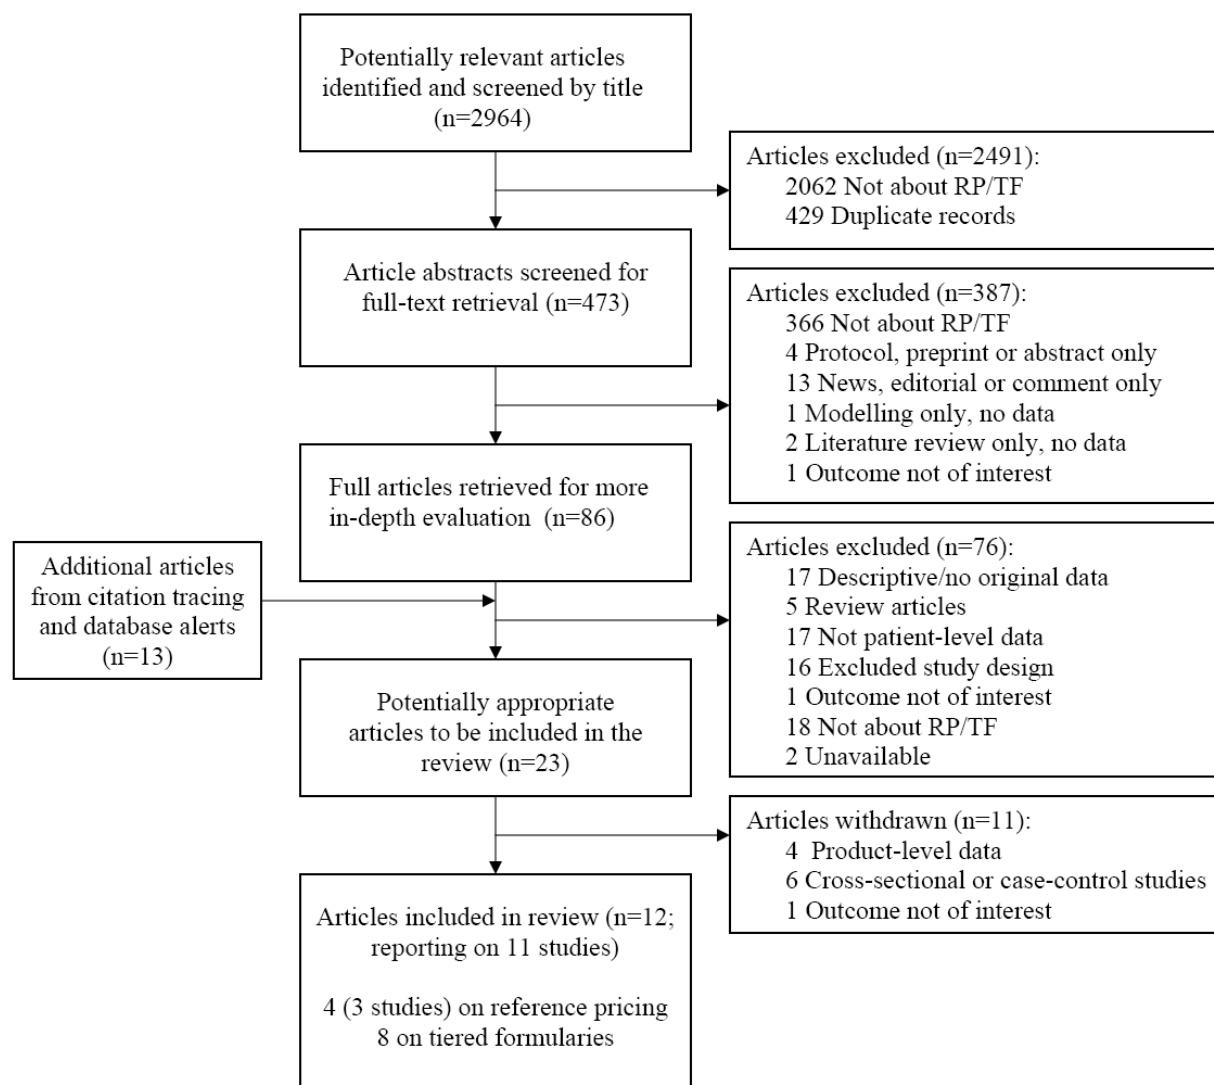 Potentially relevant articles
identified and screened by title
(n=2964)
Articles excluded (n=2491):
2062 Not about RP/TF
429 Duplicate records
Article abstracts screened for
full-text retrieval (n=473)
Articles excluded (n=387):
366 Not about RP/TF
4 Protocol, preprint or abstract only
13 News, editorial or comment only
1 Modelling only, no data
2 Literature review only, no data
1 Outcome not of interest
Full articles retrieved for more
in-depth evaluation (n=86)
Additional articles
from citation tracing
and database alerts
(n=13)
Articles excluded (n=76):
17 Descriptive/no original data
5 Review articles
17 Not patient-level data
16 Excluded study design
1 Outcome not of interest
18 Not about RP/TF
2 Unavailable
Potentially appropriate
articles to be included in the
review (n=23)
Articles withdrawn (n=11):
4 Product-level data
6 Cross-sectional or case-control studies
1 Outcome not of interest
Articles included in review (n=12;
reporting on 11 studies)
4 (3 studies) on reference pricing
8 on tiered formularies